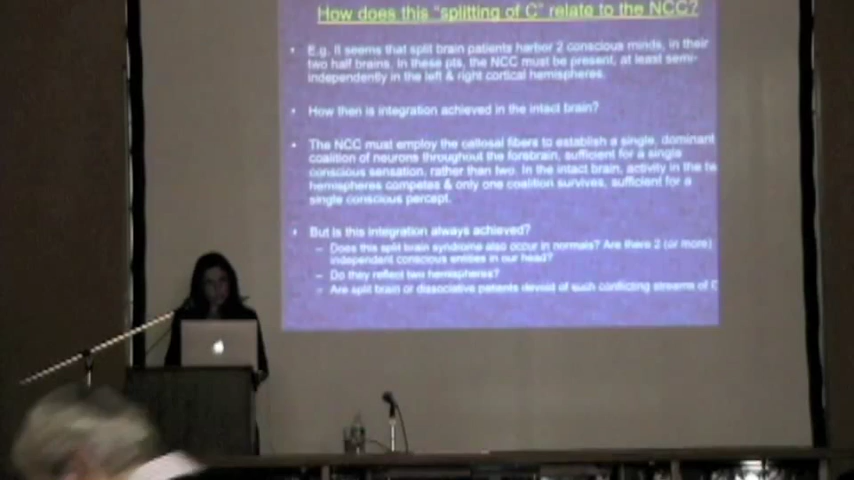 How does this "splitting of C" relate to the NCC?
• E.g. It seems that split brain patients harbor 2 conscious minds, in their
two half brains. In these pts, the NCC must be present, at least semi-
independently in the left & right cortical hemispheres.
• How then is integration achieved in the intact brain?
• The NCC must employ the callosal fibers to establish a single, dominant
coalition of neurons throughout the forebrain, sufficient for a single
conscious sensation, rather than two. In the intact brain, activity in the
hemispheres competes & only one coalition survives, sufficient for a
single conscious percept.
• But is this integration always achieved?
– Does this split brain syndrome also occur in normals? Are there 2 (or more)
independent conscious entities in our head?
– Do they reflect two hemispheres?
– Are split brain or dissociative patients devoid of such conflicting streams of